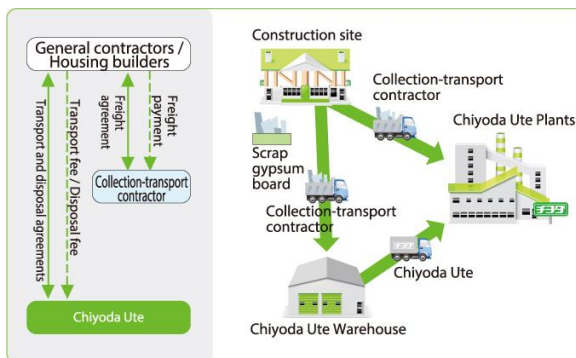 General contractors /
Housing builders
Transport and disposal agreements
Transport fee / Disposal fee
Freight
agreement
Freight
payment
Collection-transport
contractor
Chiyoda Ute
Construction site
Collection-transport
contractor
Chiyoda Ute Plants
Scrap
gypsum
board
Collection-transport
contractor
Chiyoda Ute
Chiyoda Ute Warehouse